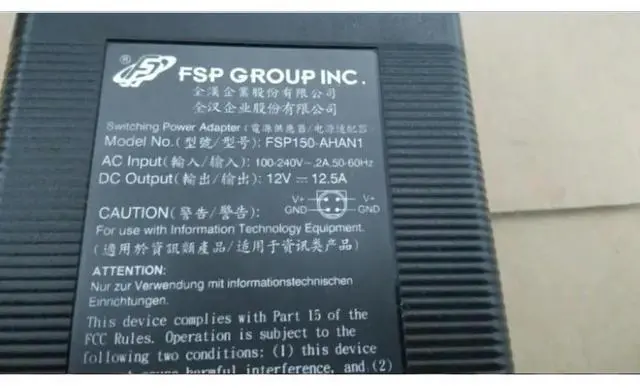 ® FSP GROUP INC.
全漢企業股份有限公司
全汉企业股份有限公司
Switching Power Adapter (電源供應器/电源适配器
Model No.(型號/型号): FSP150-AHAN1
AC Input(輸入/输入): 100-240V~,2A,50-60Hz
DC Output(輸出/输出): 12V ⎓ 12.5A
V+ V+
CAUTION(警告/警告): GND GND
For use with Information Technology Equipment.
(適用於資訊類產品/适用于资讯类产品)
ATTENTION:
Nur zur Verwendung mit informationstechnischen
Einrichtungen.
This device complies with Part 15 of the
FCC Rules. Operation is subject to the
following two conditions: (1) this device
harmful interference, and (2)